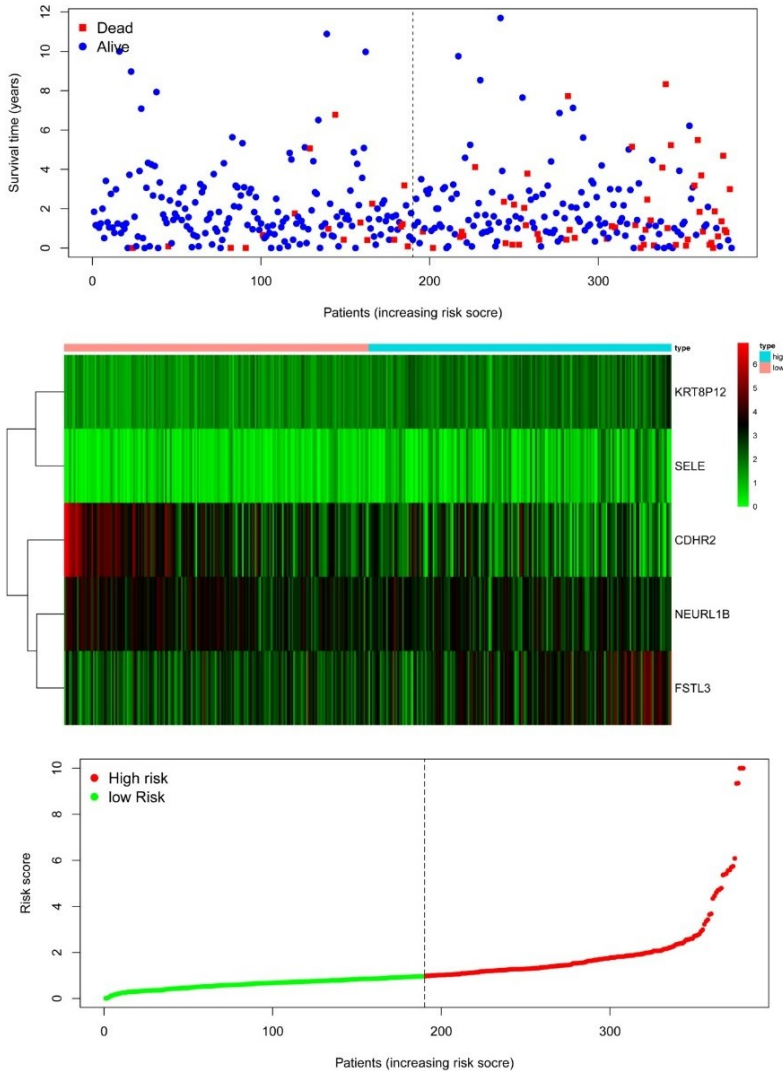 Dead
Alive
Survival time (years)
12
10
8
6
4
2
0
0 100 200 300
Patients (increasing risk socre)
type
type
high
low
6
5
4
3
2
1
0
KRT8P12
SELE
CDHR2
NEURL1B
FSTL3
High risk
low Risk
Risk score
10
8
6
4
2
0
0 100 200 300
Patients (increasing risk socre)